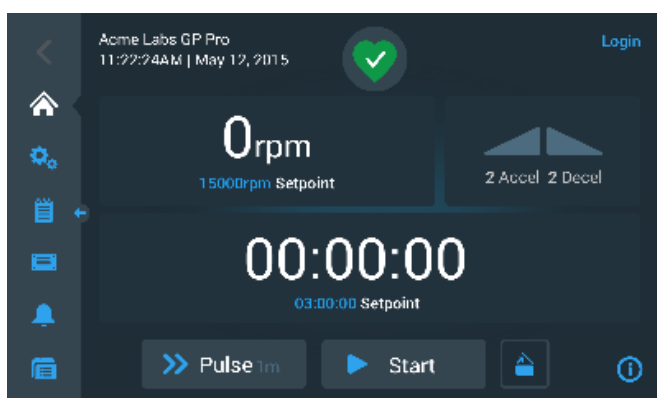 Acme Labs GP Pro
Login
11:22:24AM | May 12, 2015
0rpm
15000rpm Setpoint
2 Accel 2 Decel
00:00:00
03:00:00 Setpoint
Pulse 1m
Start